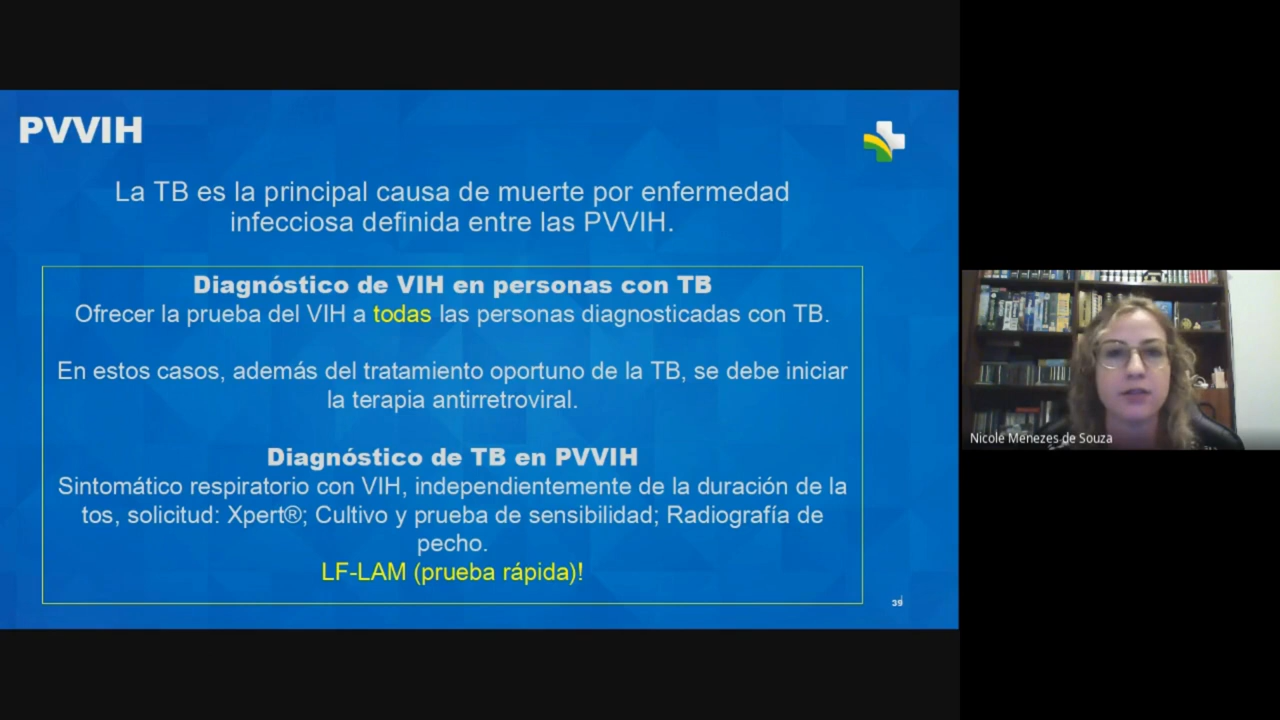 PVVIH
La TB es la principal causa de muerte por enfermedad
infecciosa definida entre las PVVIH.
Diagnóstico de VIH en personas con TB
Ofrecer la prueba del VIH a todas las personas diagnosticadas con TB.
En estos casos, además del tratamiento oportuno de la TB, se debe iniciar
la terapia antirretroviral.
Diagnóstico de TB en PVVIH
Sintomático respiratorio con VIH, independientemente de la duración de la
tos, solicitud: Xpert®; Cultivo y prueba de sensibilidad; Radiografía de
pecho.
LF-LAM (prueba rápida)!
39
Nicole Menezes de Souza